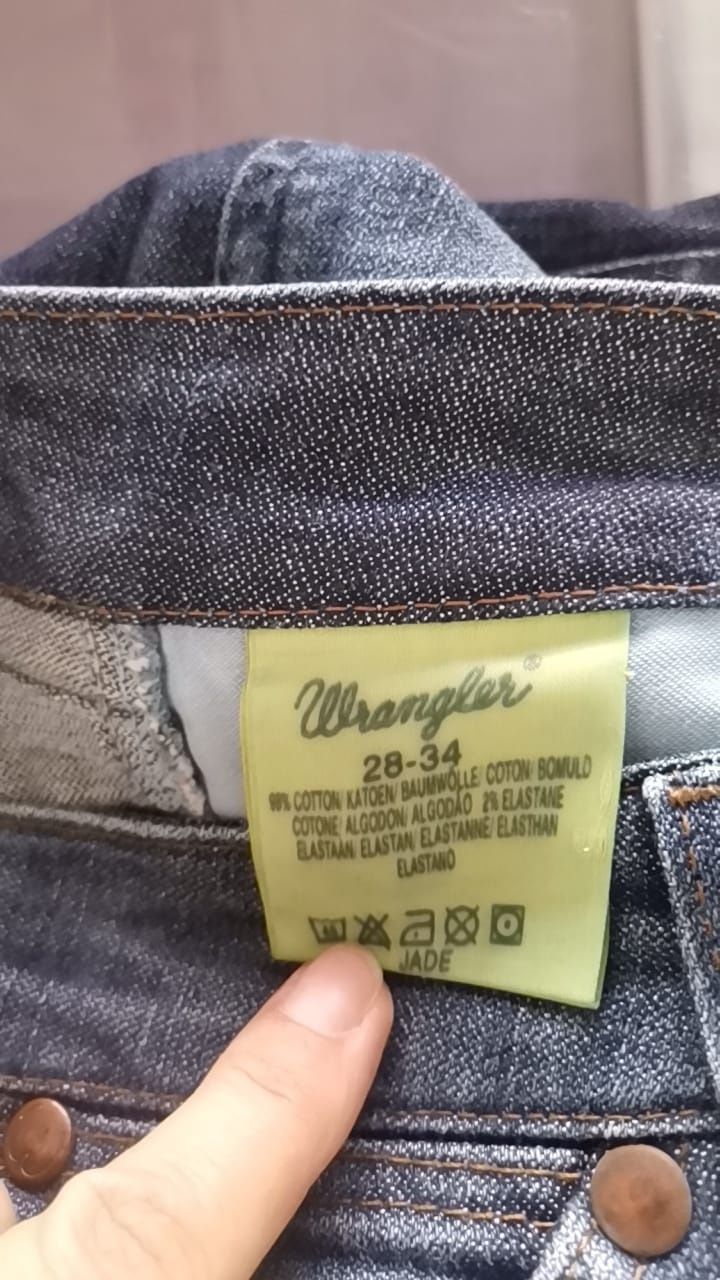 Wrangler®
28-34
98% COTTON/ KATOEN/ BAUMWOLLE/ COTON/ BOMULD
COTONE/ ALGODON/ ALGODÃO 2% ELASTANE
ELASTAAN/ ELASTAN/ ELASTANNE/ ELASTHAN
ELASTANO
JADE